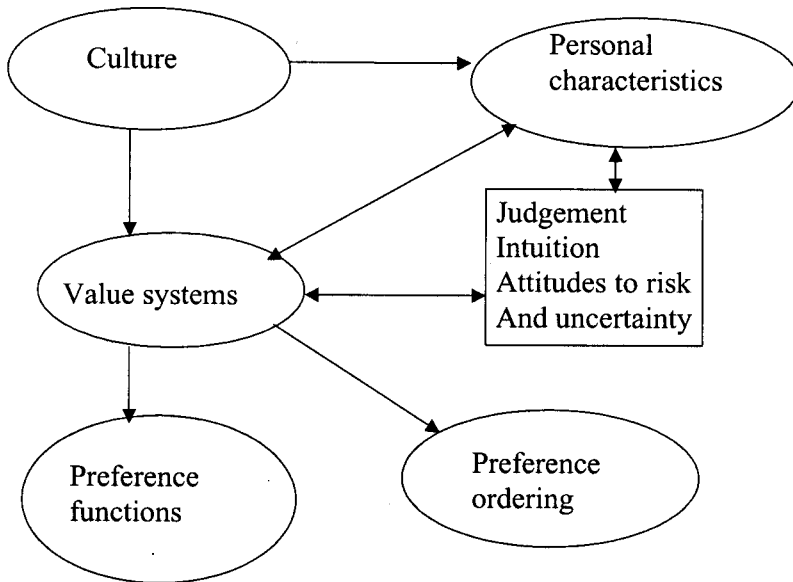 Culture
Personal
characteristics
Judgement
Intuition
Attitudes to risk
And uncertainty
Value systems
Preference
functions
Preference
ordering